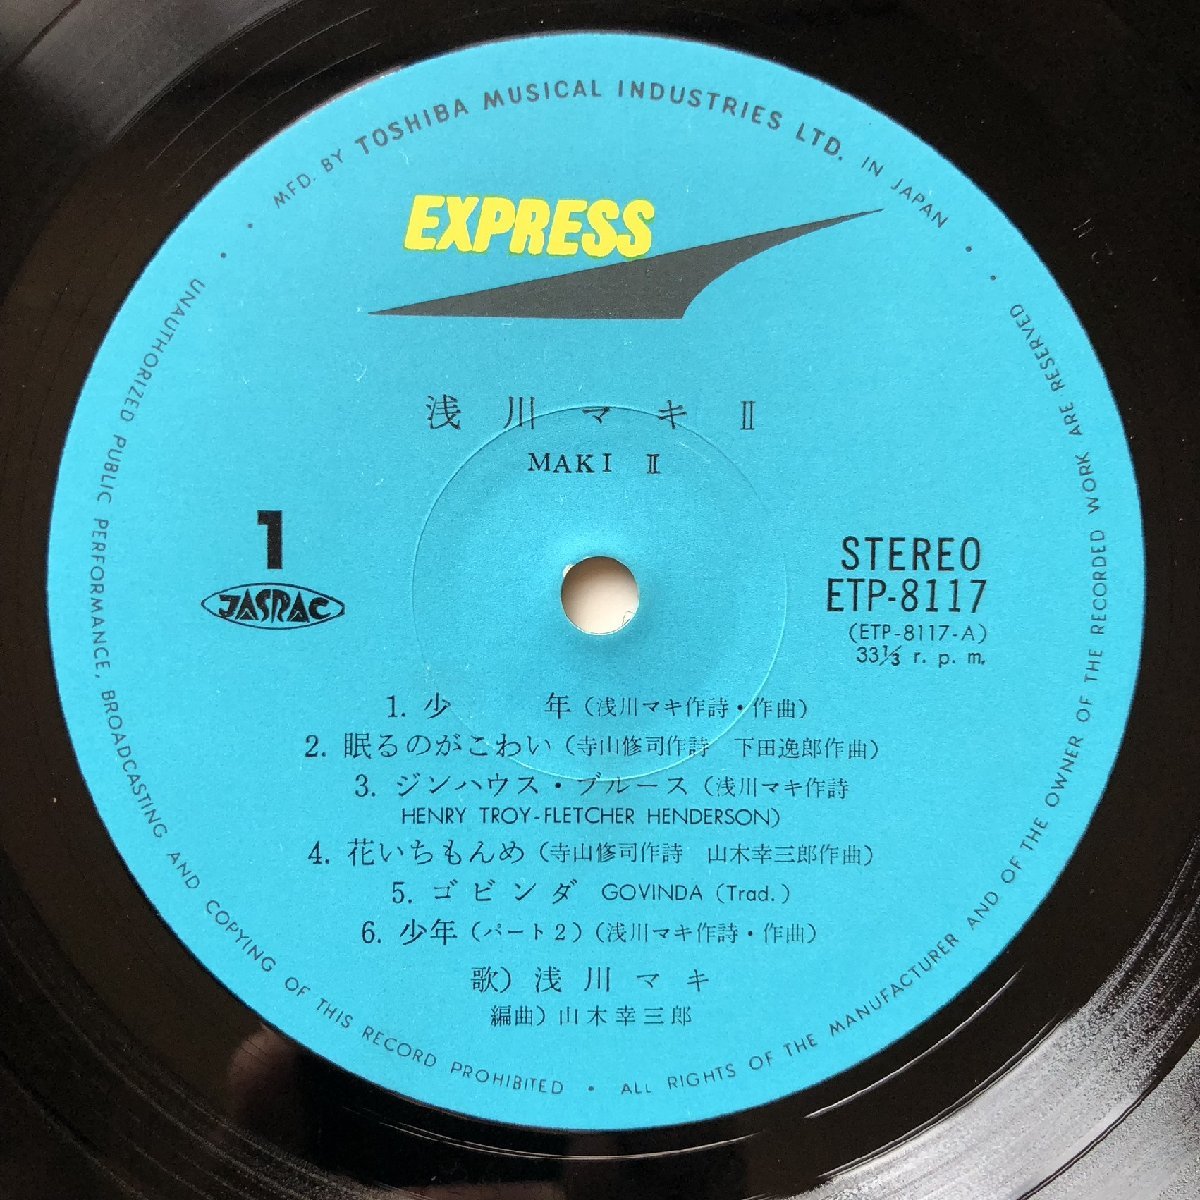 MFD. BY TOSHIBA MUSICAL INDUSTRIES LTD. IN JAPAN
EXPRESS
浅川マキ II
MAKI II
1
JASRAC
STEREO
ETP-8117
(ETP-8117-A)
33 1/3 r. p. m.
1. 少年 (浅川マキ作詩・作曲)
2. 眠るのがこわい (寺山修司作詩 下田逸郎作曲)
3. ジンハウス・ブルース (浅川マキ作詩
HENRY TROY-FLETCHER HENDERSON)
4. 花いちもんめ (寺山修司作詩 山木幸三郎作曲)
5. ゴビンダ GOVINDA (Trad.)
6. 少年 (パート2) (浅川マキ作詩・作曲)
歌) 浅川マキ
編曲) 山木幸三郎
UNAUTHORIZED PUBLIC PERFORMANCE, BROADCASTING AND COPYING OF THIS RECORD PROHIBITED • ALL RIGHTS OF THE MANUFACTURER AND OF THE OWNER OF THE RECORDED WORK ARE RESERVED